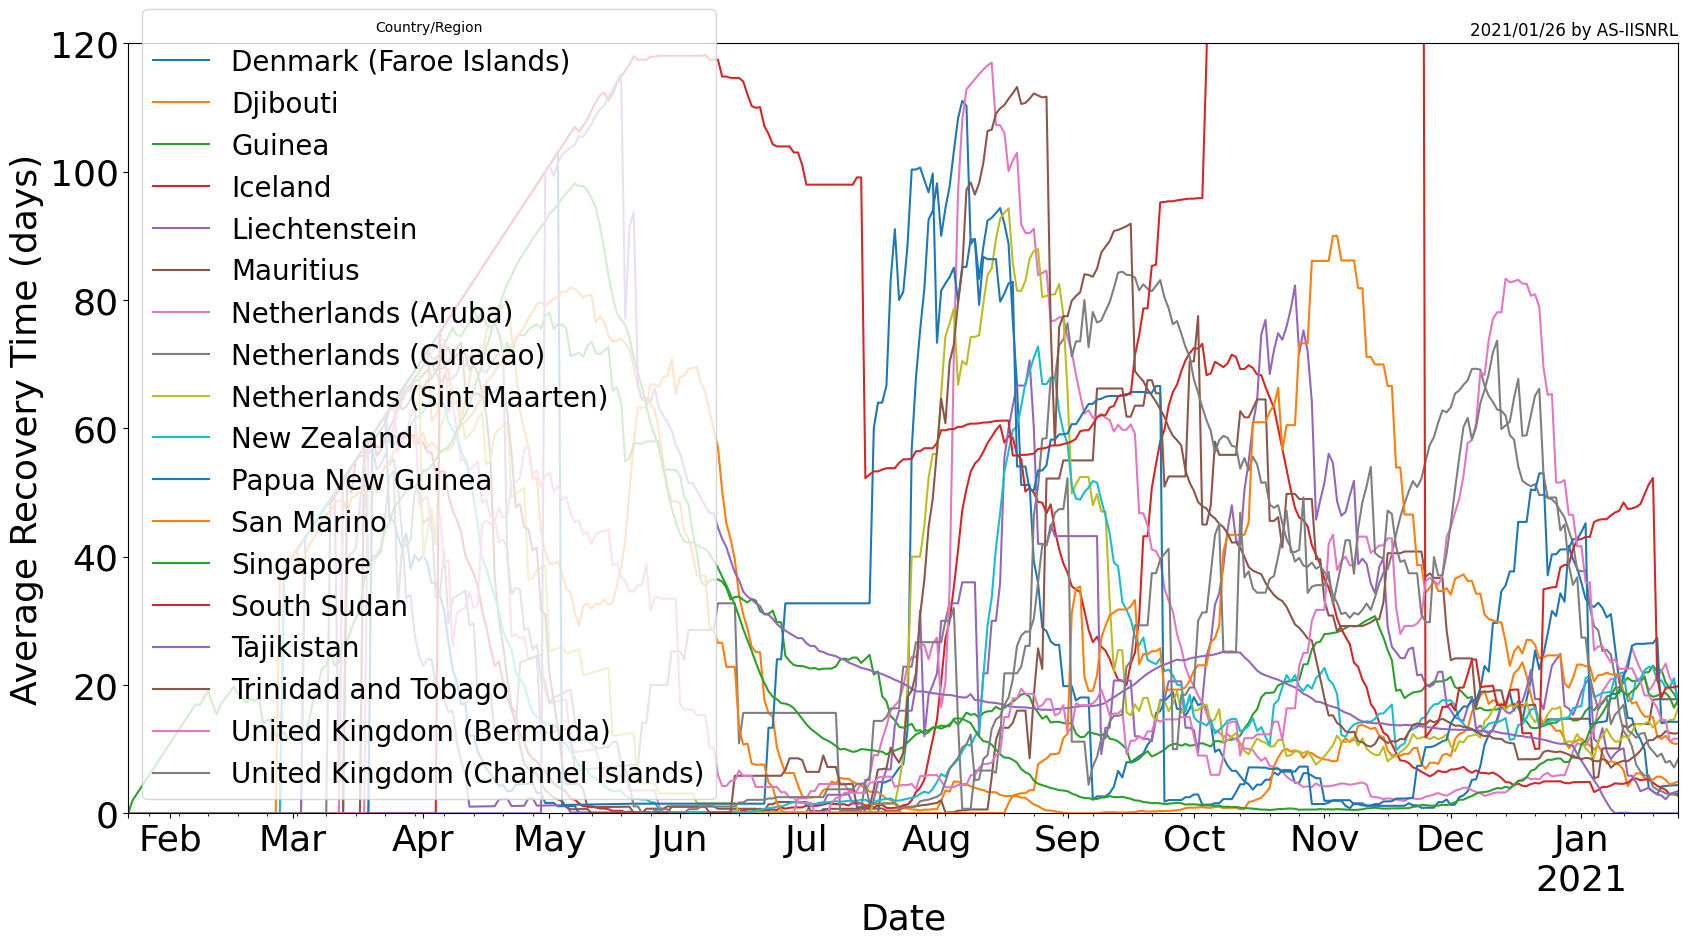 2021/01/26 by AS-IISNRL
Country/Region
Denmark (Faroe Islands)
Djibouti
Guinea
Iceland
Liechtenstein
Mauritius
Netherlands (Aruba)
Netherlands (Curacao)
Netherlands (Sint Maarten)
New Zealand
Papua New Guinea
San Marino
Singapore
South Sudan
Tajikistan
Trinidad and Tobago
United Kingdom (Bermuda)
United Kingdom (Channel Islands)
Average Recovery Time (days)
120
100
80
60
40
20
0
Feb Mar Apr May Jun Jul Aug Sep Oct Nov Dec Jan
2021
Date